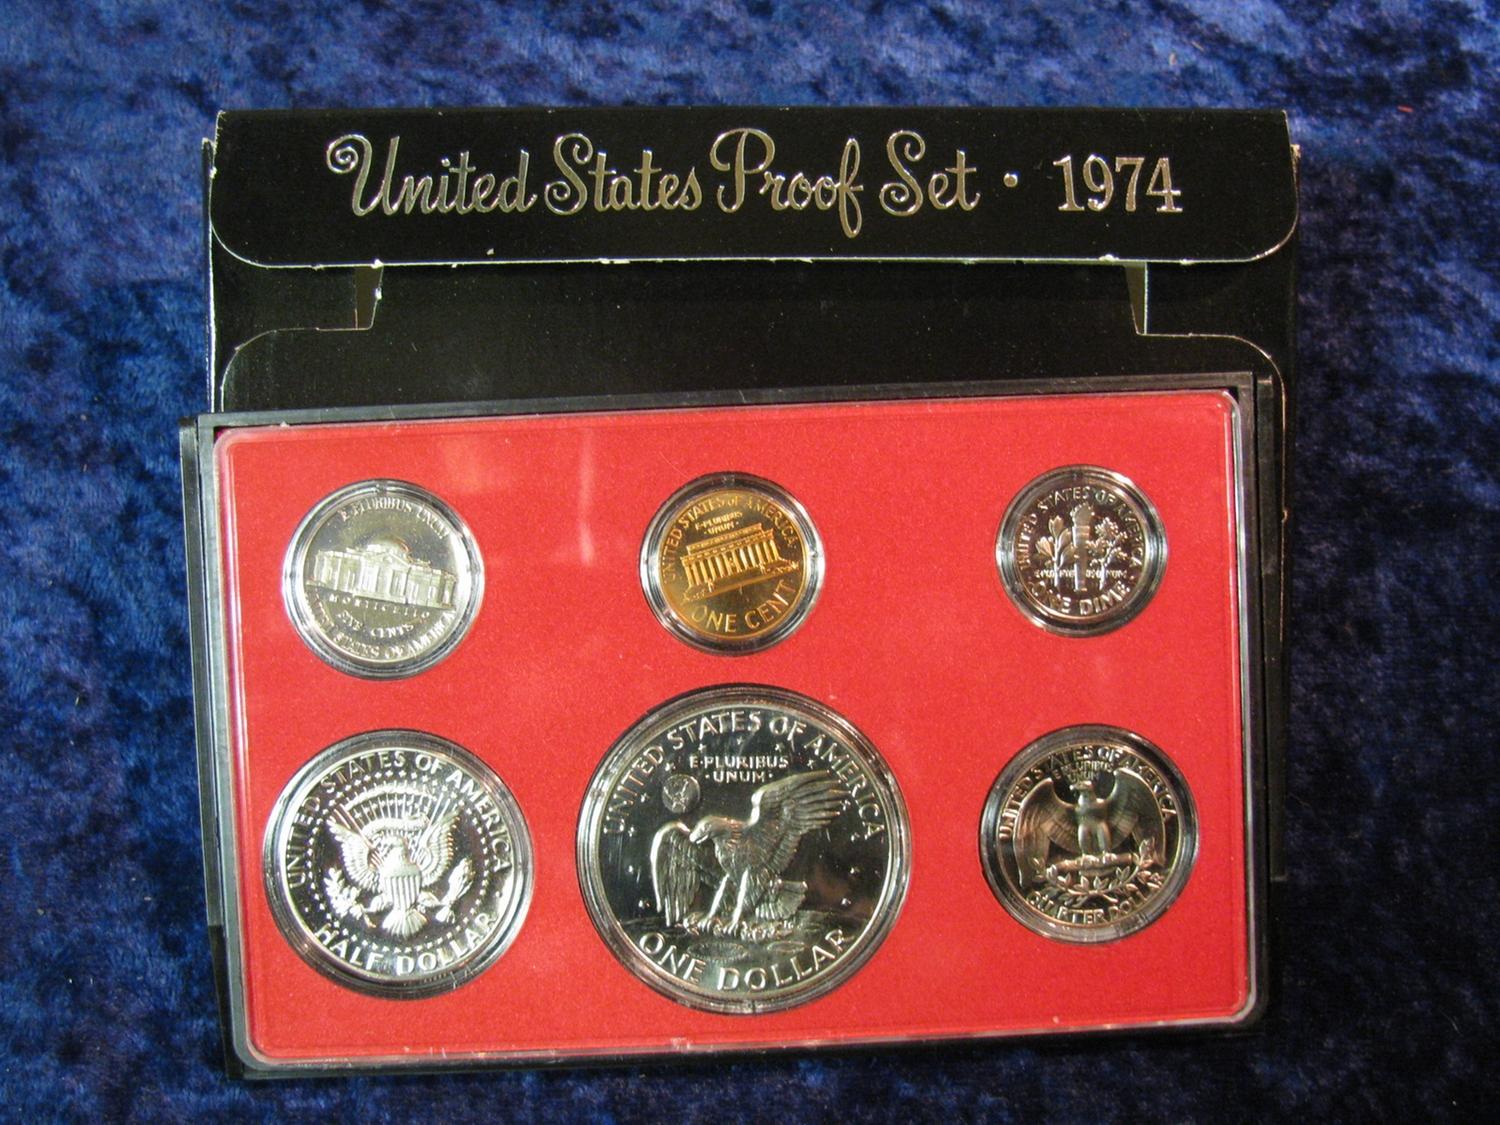 United States Proof Set · 1974
E · PLURIBUS UNUM
MONTICELLO
FIVE CENTS
STATES OF AMERICA
UNITED STATES OF AMERICA
E · PLURIBUS
· UNUM ·
ONE CENT
UNITED STATES OF AMERICA
ONE DIME
UNITED STATES OF AMERICA
HALF DOLLAR
UNITED STATES OF AMERICA
E · PLURIBUS
· UNUM ·
ONE DOLLAR
UNITED STATES OF AMERICA
E PLURIBUS
UNUM
QUARTER DOLLAR